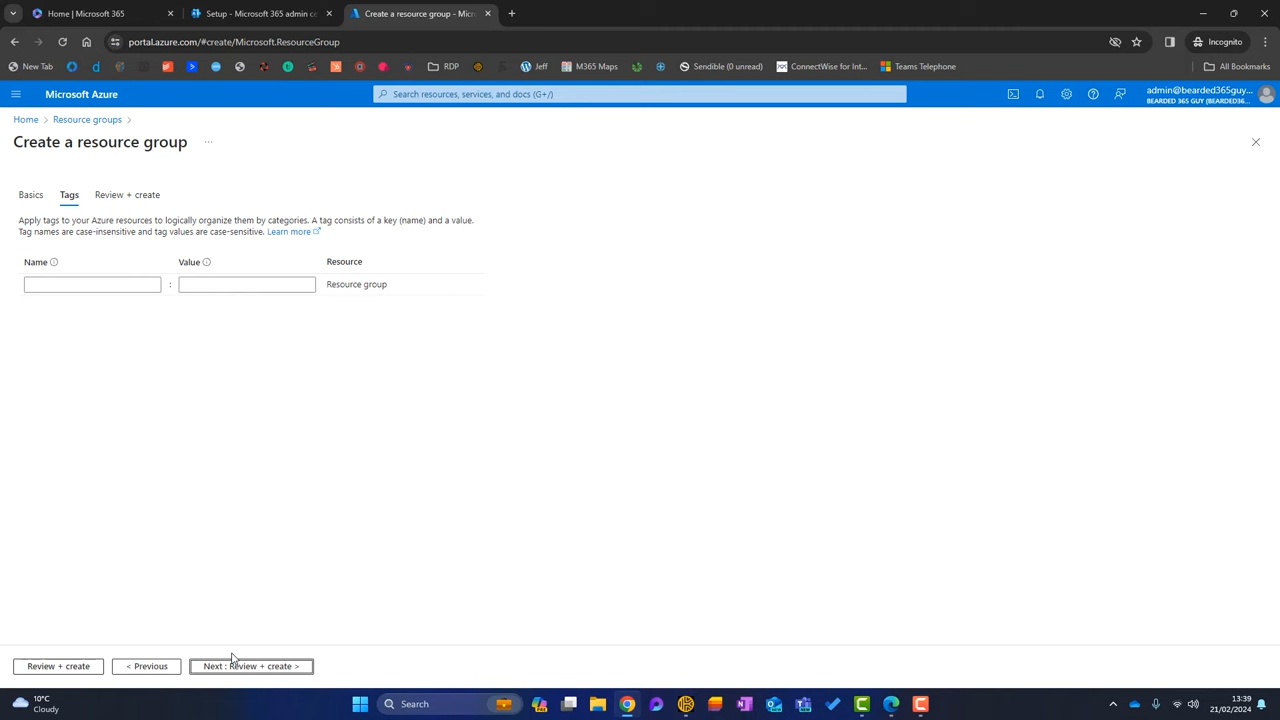 Home | Microsoft 365
Setup - Microsoft 365 admin ce
Create a resource group - Micr
portal.azure.com/#create/Microsoft.ResourceGroup
Incognito
New Tab
RDP
Jeff
M365 Maps
Sendible (0 unread)
ConnectWise for Int...
Teams Telephone
All Bookmarks
Microsoft Azure
Search resources, services, and docs (G+/)
admin@bearded365guy...
BEARDED 365 GUY (BEARDED36...
Home > Resource groups >
Create a resource group ...
Basics Tags Review + create
Apply tags to your Azure resources to logically organize them by categories. A tag consists of a key (name) and a value.
Tag names are case-insensitive and tag values are case-sensitive. Learn more
Name Value Resource
: Resource group
Review + create < Previous Next : Review + create >
10°C
Cloudy
Search
13:39
21/02/2024